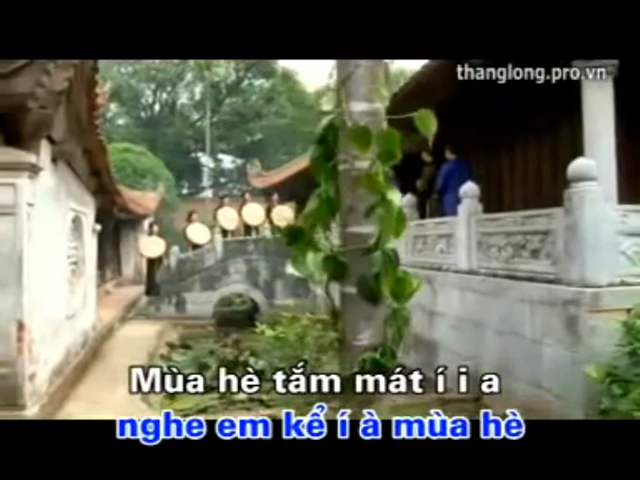 thanglong.pro.vn
Mùa hè tắm mát í i a
nghe em kể í à mùa hè